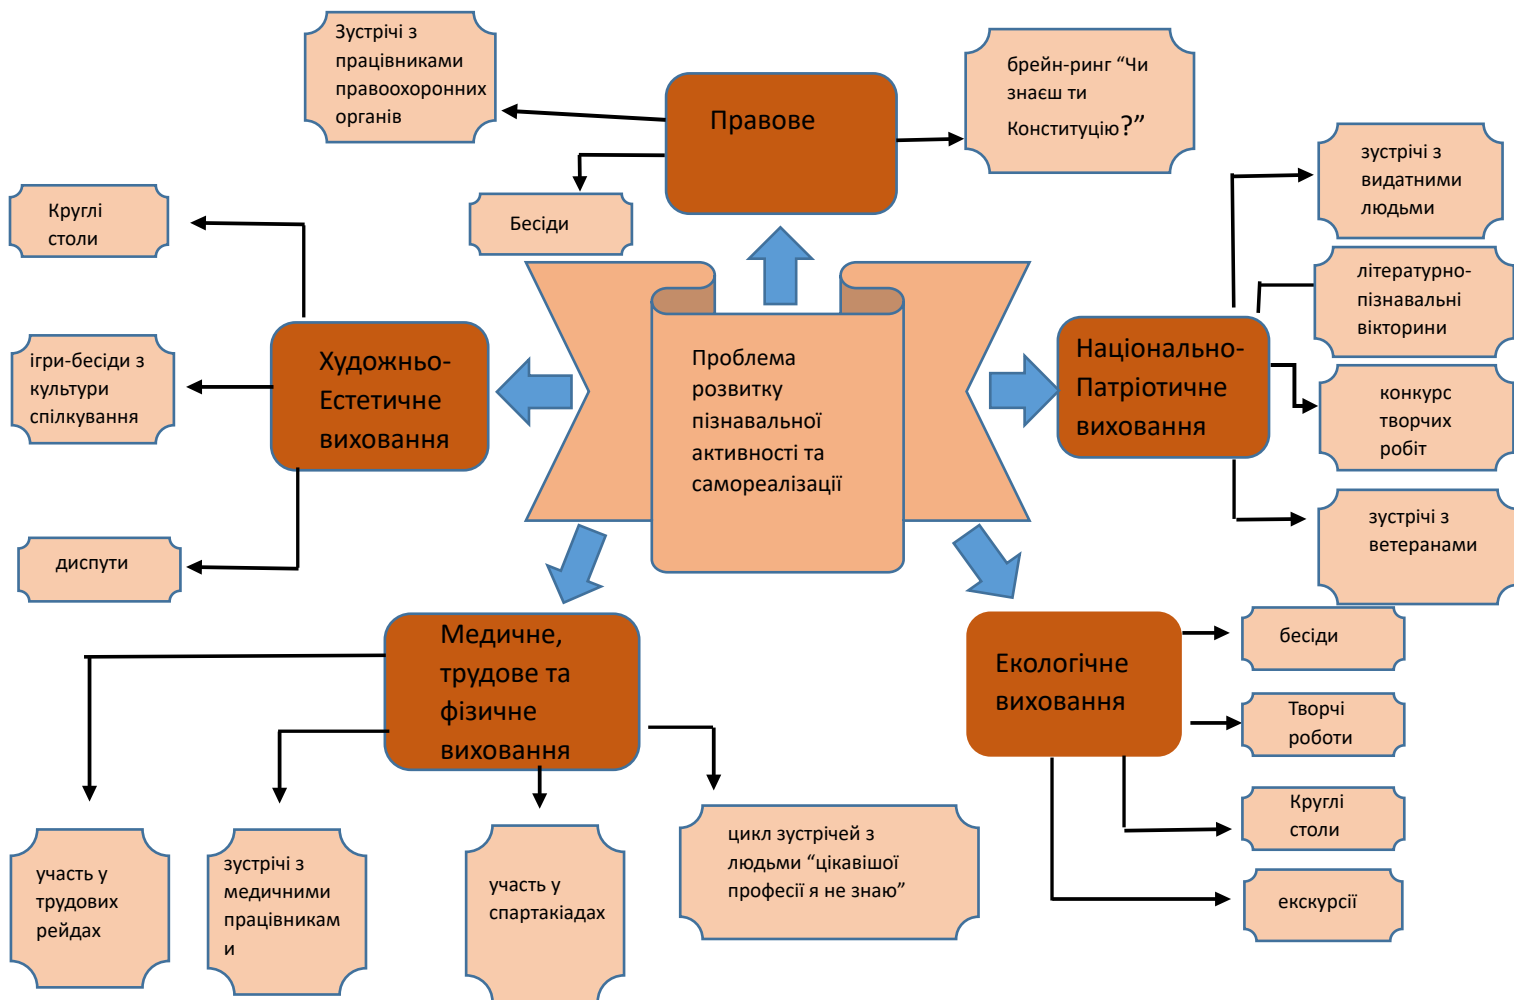 Зустрічі з
працівниками
правоохоронних
органів
Правове
брейн-ринг “Чи
знаєш ти
Конституцію?”
Бесіди
Круглі
столи
ігри-бесіди з
культури
спілкування
диспути
Художньо-
Естетичне
виховання
Проблема
розвитку
пізнавальної
активності та
самореалізації
Національно-
Патріотичне
виховання
зустрічі з
видатними
людьми
літературно-
пізнавальні
вікторини
конкурс
творчих
робіт
зустрічі з
ветеранами
Медичне,
трудове та
фізичне
виховання
участь у
трудових
рейдах
зустрічі з
медичними
працівникам
и
участь у
спартакіадах
цикл зустрічей з
людьми “цікавішої
професії я не знаю”
Екологічне
виховання
бесіди
Творчі
роботи
Круглі
столи
екскурсії